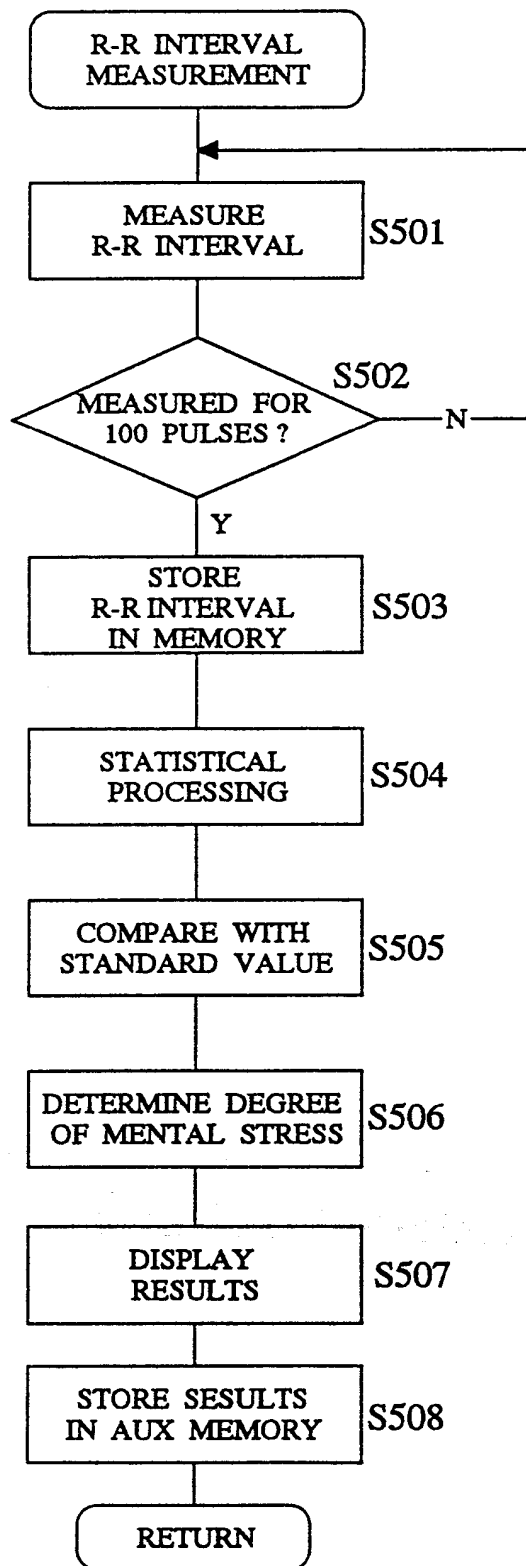 R-R INTERVAL
MEASUREMENT
MEASURE
R-R INTERVAL
S501
S502
MEASURED FOR
100 PULSES ?
N
Y
STORE
R-R INTERVAL
IN MEMORY
S503
STATISTICAL
PROCESSING
S504
COMPARE WITH
STANDARD VALUE
S505
DETERMINE DEGREE
OF MENTAL STRESS
S506
DISPLAY
RESULTS
S507
STORE SESULTS
IN AUX MEMORY
S508
RETURN